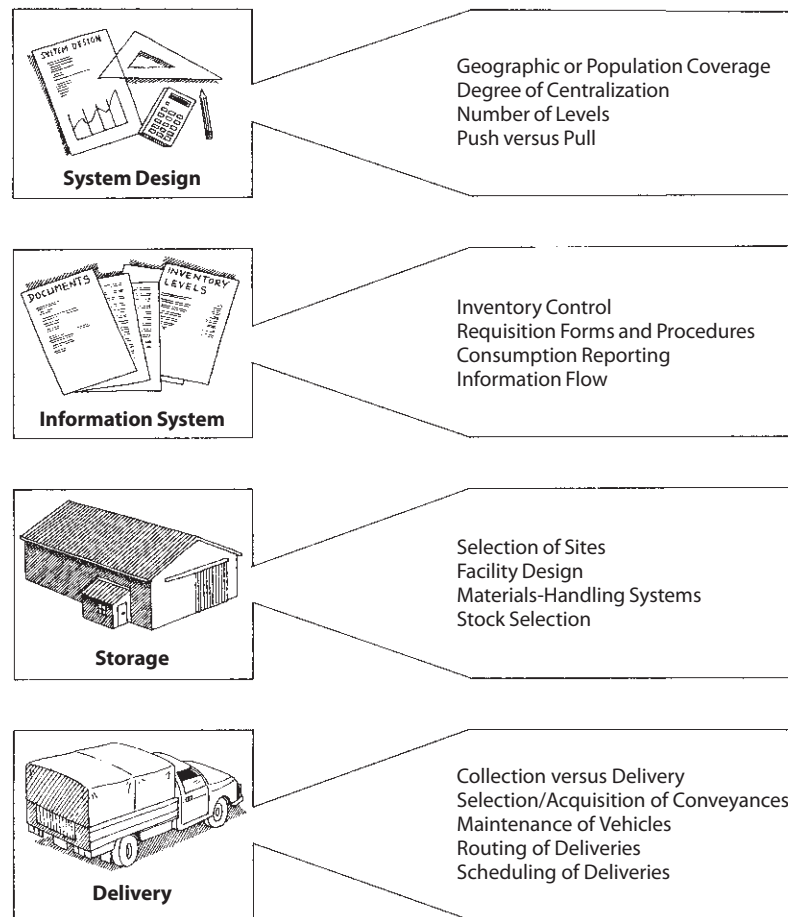 SYSTEM DESIGN
System Design
Geographic or Population Coverage
Degree of Centralization
Number of Levels
Push versus Pull
DOCUMENTS
INVENTORY
LEVELS
Information System
Inventory Control
Requisition Forms and Procedures
Consumption Reporting
Information Flow
Storage
Selection of Sites
Facility Design
Materials-Handling Systems
Stock Selection
Delivery
Collection versus Delivery
Selection/Acquisition of Conveyances
Maintenance of Vehicles
Routing of Deliveries
Scheduling of Deliveries